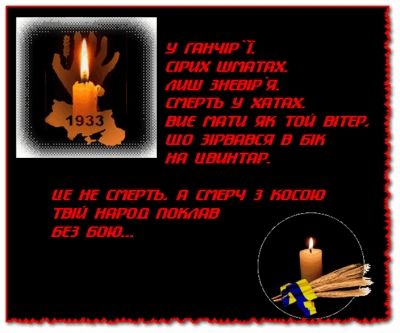 1933
У ГАНЧІР`Ї,
СІРИХ ШМАТАХ.
ЛИШ ЗНЕВІР`Я,
СМЕРТЬ У ХАТАХ.
ВИЄ МАТИ ЯК ТОЙ ВІТЕР,
ЩО ЗІРВАВСЯ В БІК
НА ЦВИНТАР.
ЦЕ НЕ СМЕРТЬ, А СМЕРЧ З КОСОЮ
ТВІЙ НАРОД ПОКЛАВ
БЕЗ БОЮ...